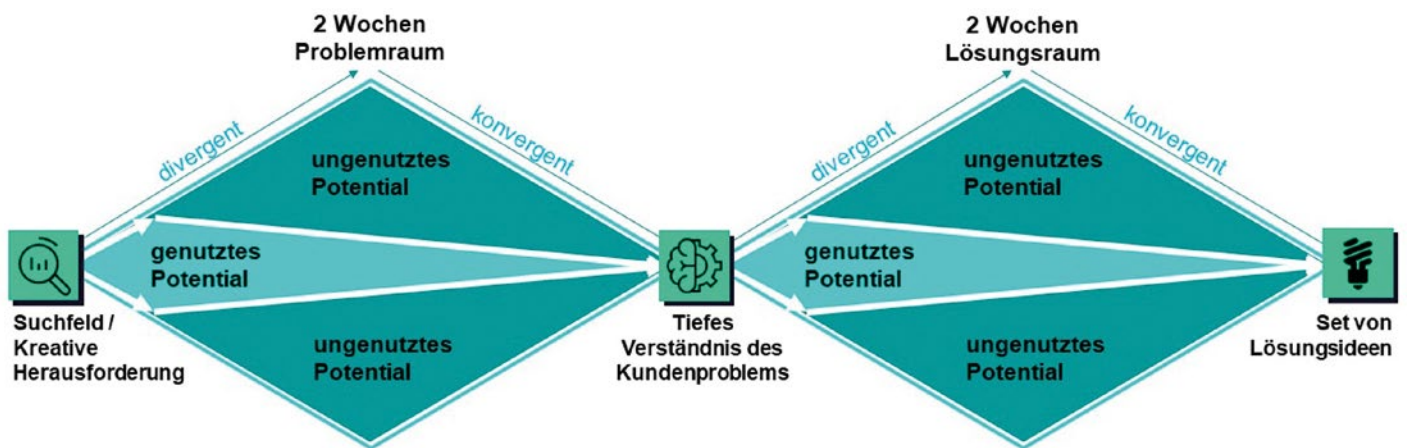 2 Wochen
Problemraum
divergent
konvergent
ungenutztes
Potential
genutztes
Potential
ungenutztes
Potential
Suchfeld /
Kreative
Herausforderung
Tiefes
Verständnis des
Kundenproblems
2 Wochen
Lösungsraum
divergent
konvergent
ungenutztes
Potential
genutztes
Potential
ungenutztes
Potential
Set von
Lösungsideen